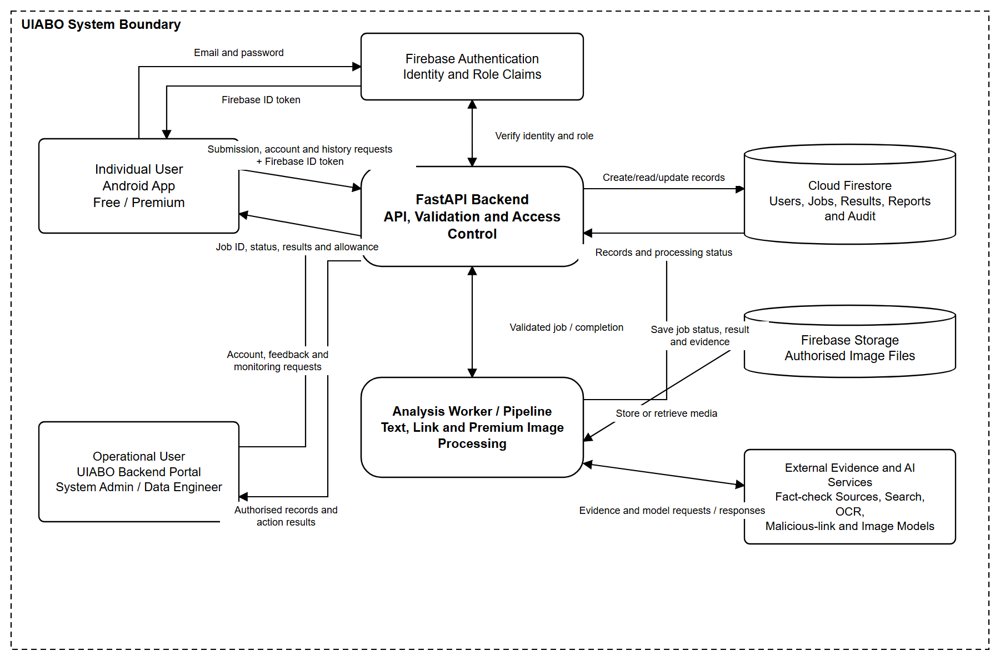 UIABO System Boundary
Email and password
Firebase Authentication
Identity and Role Claims
Firebase ID token
Verify identity and role
Submission, account and history requests
+ Firebase ID token
Individual User
Android App
Free / Premium
FastAPI Backend
API, Validation and Access
Control
Create/read/update records
Cloud Firestore
Users, Jobs, Results, Reports
and Audit
Job ID, status, results and allowance
Records and processing status
Validated job / completion
Save job status, result
and evidence
Firebase Storage
Authorised Image Files
Account, feedback and
monitoring requests
Analysis Worker / Pipeline
Text, Link and Premium Image
Processing
Store or retrieve media
Operational User
UIABO Backend Portal
System Admin / Data Engineer
Authorised records and
action results
Evidence and model requests / responses
External Evidence and AI
Services
Fact-check Sources, Search,
OCR,
Malicious-link and Image Models